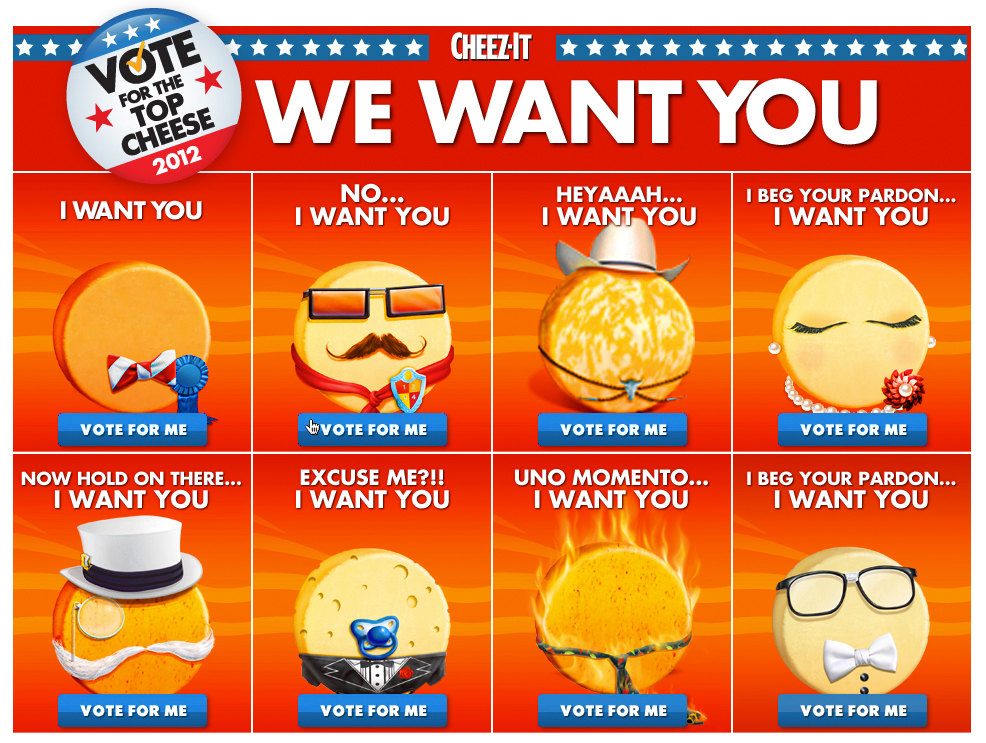 VOTE
FOR THE
TOP
CHEESE
2012
CHEEZ-IT
WE WANT YOU
I WANT YOU
VOTE FOR ME
NO...
I WANT YOU
1
4
VOTE FOR ME
HEYAAAH...
I WANT YOU
VOTE FOR ME
I BEG YOUR PARDON...
I WANT YOU
VOTE FOR ME
NOW HOLD ON THERE...
I WANT YOU
VOTE FOR ME
EXCUSE ME?!!
I WANT YOU
VOTE FOR ME
UNO MOMENTO...
I WANT YOU
VOTE FOR ME
I BEG YOUR PARDON...
I WANT YOU
VOTE FOR ME